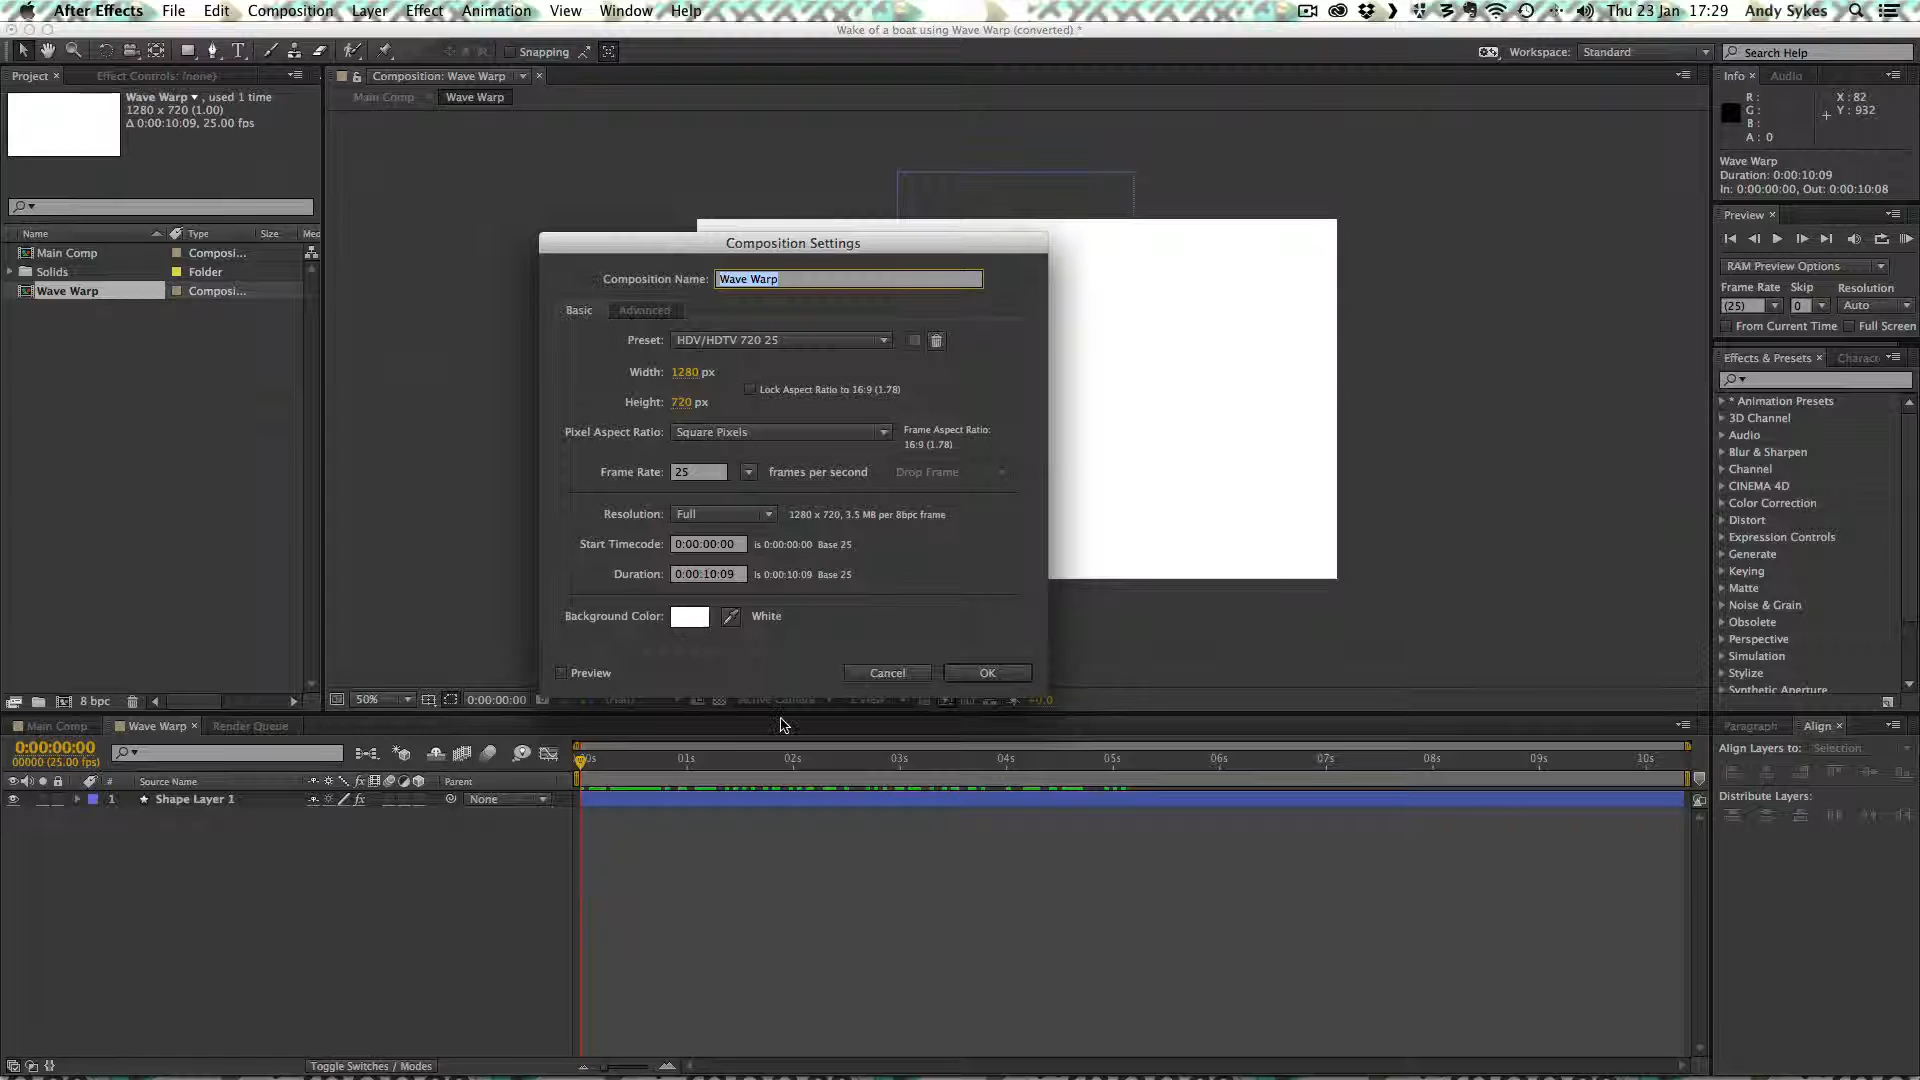 After Effects File Edit Composition Layer Effect Animation View Window Help Thu 23 Jan 17:29 Andy Sykes
Wake of a boat using Wave Warp (converted) *
Snapping Workspace: Standard Search Help
Project Effect Controls: (none) Composition: Wave Warp Info Audio
Wave Warp , used 1 time
1280 x 720 (1.00)
Δ 0:00:10:09, 25.00 fps
Main Comp Wave Warp
R : X : 82
G : Y : 932
B :
A : 0
Wave Warp
Duration: 0:00:10:09
In: 0:00:00:00, Out: 0:00:10:08
Name Type Size Med
Main Comp Composi...
Solids Folder
Wave Warp Composi...
Composition Settings
Composition Name: Wave Warp
Basic Advanced
Preset: HDV/HDTV 720 25
Width: 1280 px
Lock Aspect Ratio to 16:9 (1.78)
Height: 720 px
Pixel Aspect Ratio: Square Pixels
Frame Aspect Ratio:
16:9 (1.78)
Frame Rate: 25 frames per second Drop Frame
Resolution: Full 1280 x 720, 3.5 MB per 8bpc frame
Start Timecode: 0:00:00:00 is 0:00:00:00 Base 25
Duration: 0:00:10:09 is 0:00:10:09 Base 25
Background Color: White
Preview Cancel OK
Preview
RAM Preview Options
Frame Rate Skip Resolution
(25) 0 Auto
From Current Time Full Screen
Effects & Presets Charac
* Animation Presets
3D Channel
Audio
Blur & Sharpen
Channel
CINEMA 4D
Color Correction
Distort
Expression Controls
Generate
Keying
Matte
Noise & Grain
Obsolete
Perspective
Simulation
Stylize
Synthetic Aperture
8 bpc 50% 0:00:00:00 Active Camera +0.0
Main Comp Wave Warp Render Queue
0:00:00:00
00000 (25.00 fps)
0s 01s 02s 03s 04s 05s 06s 07s 08s 09s 10s
# Source Name Parent
1 Shape Layer 1 None
Paragraph Align
Align Layers to: Selection
Distribute Layers:
Toggle Switches / Modes